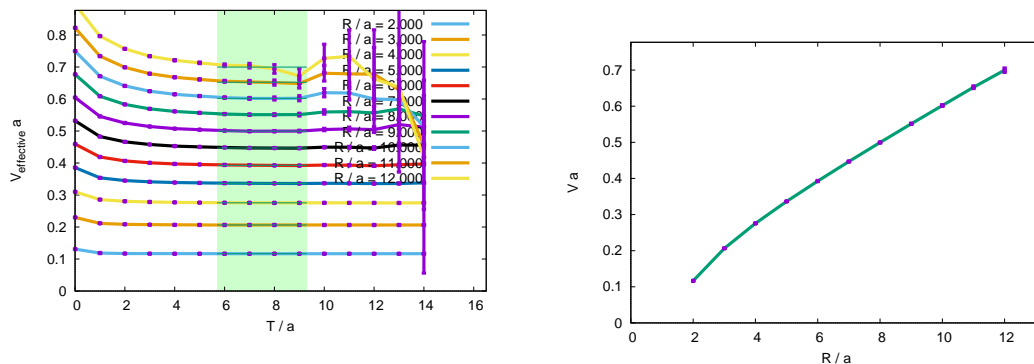 V_effective a
0.8
0.7
0.6
0.5
0.4
0.3
0.2
0.1
0
R / a = 2.000
R / a = 3.000
R / a = 4.000
R / a = 5.000
R / a = 6.000
R / a = 7.000
R / a = 8.000
R / a = 9.000
R / a = 10.000
R / a = 11.000
R / a = 12.000
0 2 4 6 8 10 12 14 16
T / a
V a
0.7
0.6
0.5
0.4
0.3
0.2
0.1
0
0 2 4 6 8 10 12
R / a